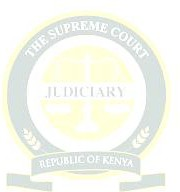 THE SUPREME COURT
JUDICIARY
REPUBLIC OF KENYA